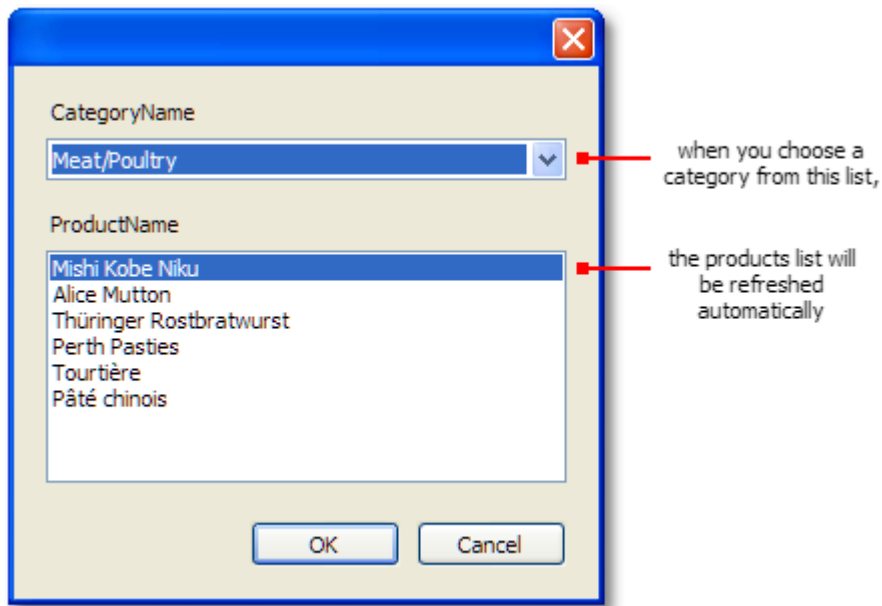 CategoryName
Meat/Poultry
when you choose a
category from this list,
ProductName
Mishi Kobe Niku
Alice Mutton
Thüringer Rostbratwurst
Perth Pasties
Tourtière
Pâté chinois
the products list will
be refreshed
automatically
OK
Cancel